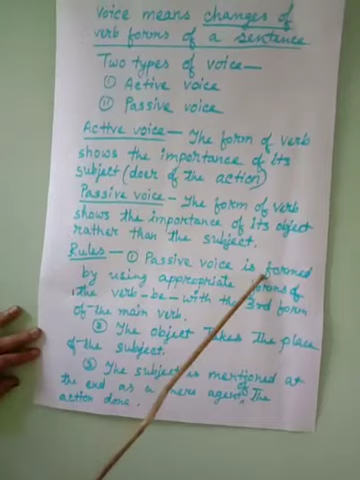 Voice means changes of
verb forms of a sentence
Two types of voice—
(i) Active voice
(ii) Passive voice
Active voice — The form of verb
shows the importance of its
subject (doer of the action)
Passive voice — The form of verb
shows the importance of its object
rather than the subject.
Rules — ① Passive voice is formed
by using appropriate forms of
the verb — be — with the 3rd form
of the main verb.
② The object takes the place
of the subject.
③ The subject is mentioned at
the end as a mere agent of the
action done.